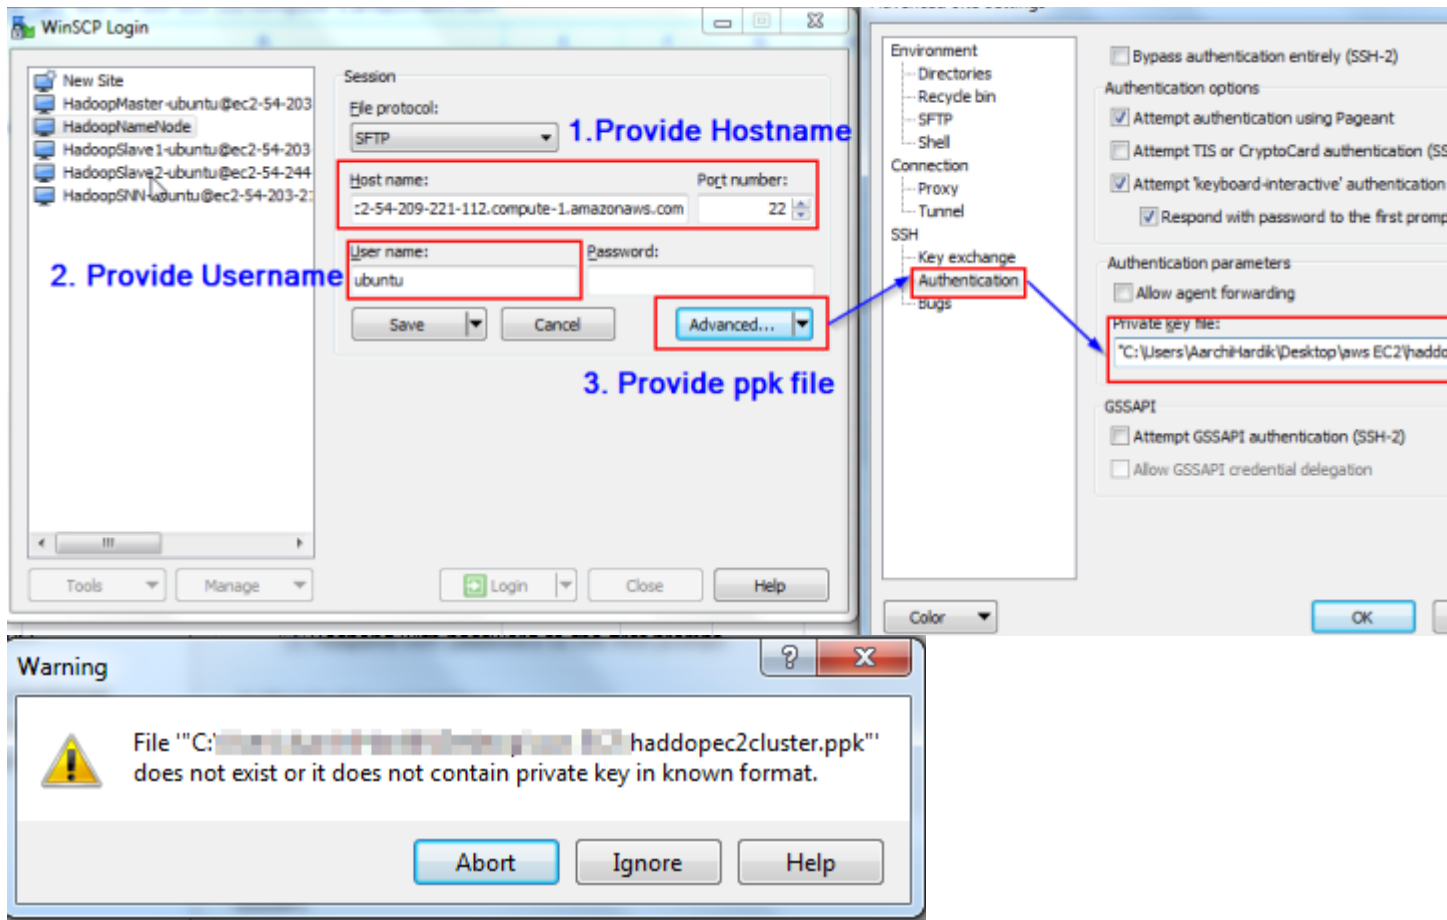 WinSCP Login
New Site
HadoopMaster-ubuntu@ec2-54-203
HadoopNameNode
HadoopSlave1-ubuntu@ec2-54-203
HadoopSlave2-ubuntu@ec2-54-244
HadoopSNN-ubuntu@ec2-54-203-21
Session
File protocol:
SFTP
1.Provide Hostname
Host name:
Port number:
:2-54-209-221-112.compute-1.amazonaws.com
22
User name:
Password:
2. Provide Username
ubuntu
Save
Cancel
Advanced...
3. Provide ppk file
Tools
Manage
Login
Close
Help
Environment
Directories
Recycle bin
SFTP
Shell
Connection
Proxy
Tunnel
SSH
Key exchange
Authentication
Bugs
Color
Bypass authentication entirely (SSH-2)
Authentication options
Attempt authentication using Pageant
Attempt TIS or CryptoCard authentication (SS
Attempt 'keyboard-interactive' authentication
Respond with password to the first promp
Authentication parameters
Allow agent forwarding
Private key file:
"C:\Users\AarchiHardik\Desktop\aws EC2\haddo
GSSAPI
Attempt GSSAPI authentication (SSH-2)
Allow GSSAPI credential delegation
OK
Warning
File '"C:\ haddopec2cluster.ppk"'
does not exist or it does not contain private key in known format.
Abort
Ignore
Help